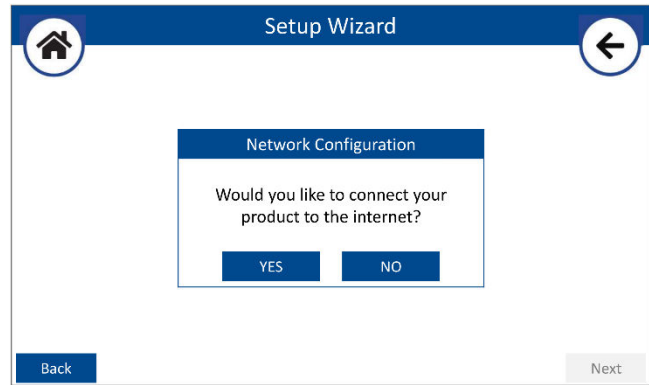 Setup Wizard
Network Configuration
Would you like to connect your
product to the internet?
YES NO
Back Next